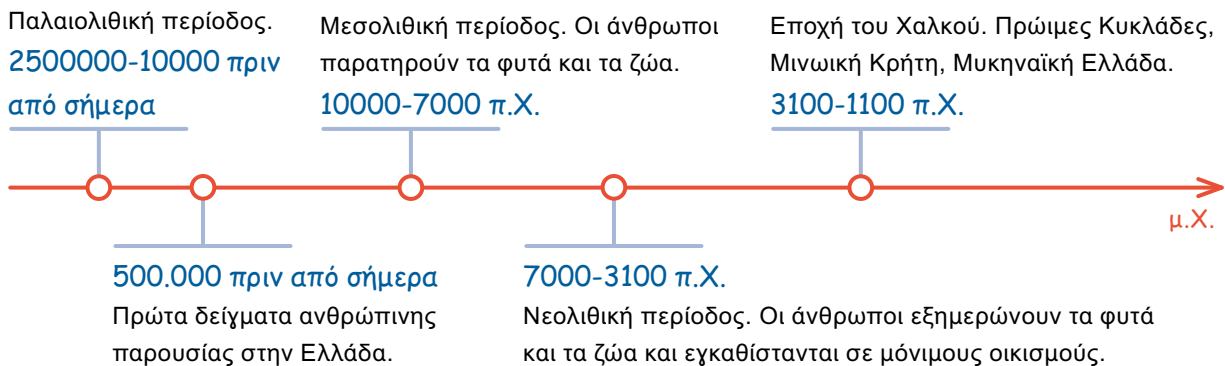 Παλαιολιθική περίοδος.
2500000-10000 πριν
από σήμερα
Μεσολιθική περίοδος. Οι άνθρωποι
παρατηρούν τα φυτά και τα ζώα.
10000-7000 π.Χ.
Εποχή του Χαλκού. Πρώιμες Κυκλάδες,
Μινωική Κρήτη, Μυκηναϊκή Ελλάδα.
3100-1100 π.Χ.
μ.Χ.
500.000 πριν από σήμερα
Πρώτα δείγματα ανθρώπινης
παρουσίας στην Ελλάδα.
7000-3100 π.Χ.
Νεολιθική περίοδος. Οι άνθρωποι εξημερώνουν τα φυτά
και τα ζώα και εγκαθίστανται σε μόνιμους οικισμούς.